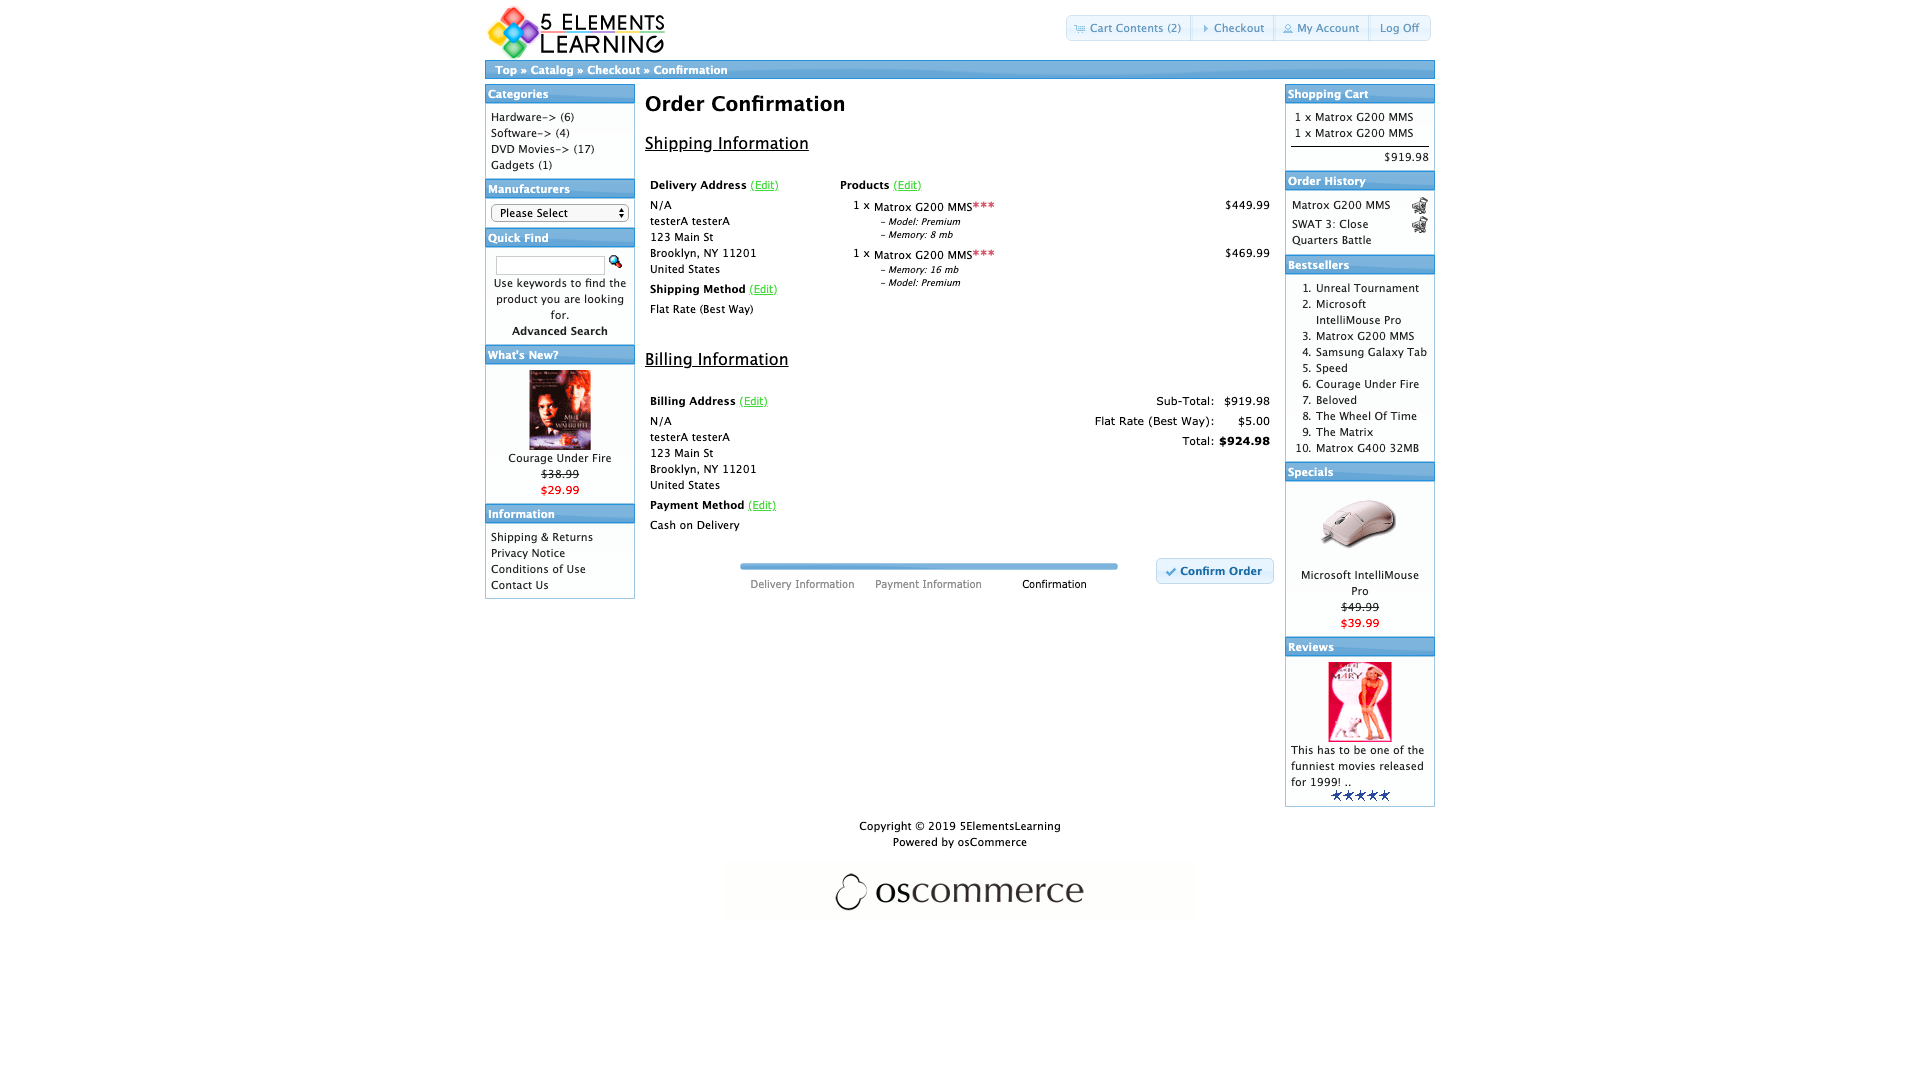 5 ELEMENTS
LEARNING
Cart Contents (2)
Checkout
My Account
Log Off
Top » Catalog » Checkout » Confirmation
Categories
Hardware-> (6)
Software-> (4)
DVD Movies-> (17)
Gadgets (1)
Manufacturers
Please Select
Quick Find
Use keywords to find the
product you are looking
for.
Advanced Search
What's New?
Courage Under Fire
$38.99
$29.99
Information
Shipping & Returns
Privacy Notice
Conditions of Use
Contact Us
Order Confirmation
Shipping Information
Delivery Address (Edit)
N/A
testerA testerA
123 Main St
Brooklyn, NY 11201
United States
Shipping Method (Edit)
Flat Rate (Best Way)
Products (Edit)
1 x Matrox G200 MMS*** $449.99
- Model: Premium
- Memory: 8 mb
1 x Matrox G200 MMS*** $469.99
- Memory: 16 mb
- Model: Premium
Billing Information
Billing Address (Edit)
N/A
testerA testerA
123 Main St
Brooklyn, NY 11201
United States
Payment Method (Edit)
Cash on Delivery
Sub-Total: $919.98
Flat Rate (Best Way): $5.00
Total: $924.98
Delivery Information
Payment Information
Confirmation
Confirm Order
Shopping Cart
1 x Matrox G200 MMS
1 x Matrox G200 MMS
$919.98
Order History
Matrox G200 MMS
SWAT 3: Close
Quarters Battle
Bestsellers
1. Unreal Tournament
2. Microsoft
IntelliMouse Pro
3. Matrox G200 MMS
4. Samsung Galaxy Tab
5. Speed
6. Courage Under Fire
7. Beloved
8. The Wheel Of Time
9. The Matrix
10. Matrox G400 32MB
Specials
Microsoft IntelliMouse
Pro
$49.99
$39.99
Reviews
MARY
This has to be one of the
funniest movies released
for 1999! ..
Copyright © 2019 5ElementsLearning
Powered by osCommerce
oscommerce